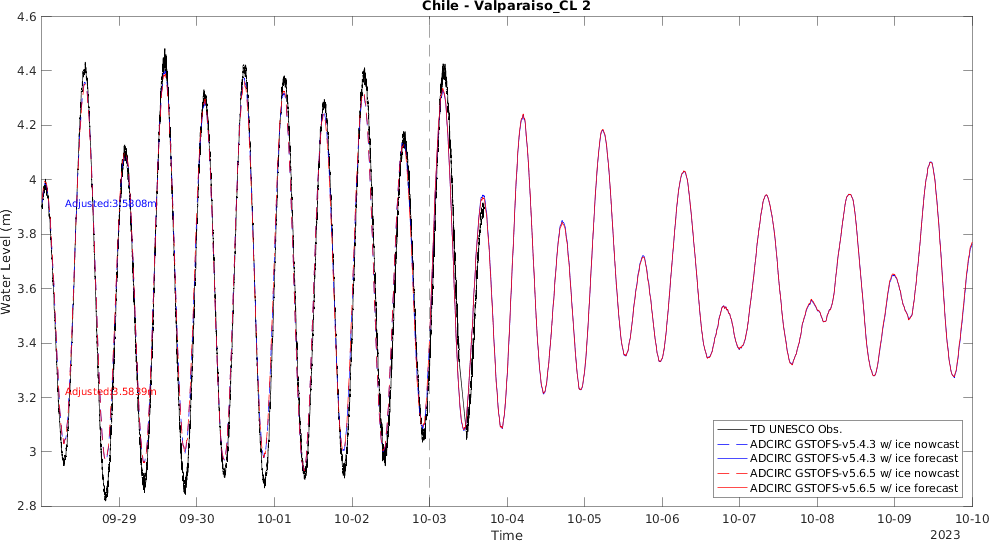 Chile - Valparaiso_CL 2
4.6
4.4
4.2
4
3.8
3.6
3.4
3.2
3
2.8
Water Level (m)
Adjusted:3.5808m
Adjusted:3.5839m
TD UNESCO Obs.
ADCIRC GSTOFS-v5.4.3 w/ ice nowcast
ADCIRC GSTOFS-v5.4.3 w/ ice forecast
ADCIRC GSTOFS-v5.6.5 w/ ice nowcast
ADCIRC GSTOFS-v5.6.5 w/ ice forecast
09-29 09-30 10-01 10-02 10-03 10-04 10-05 10-06 10-07 10-08 10-09 10-10
Time
2023